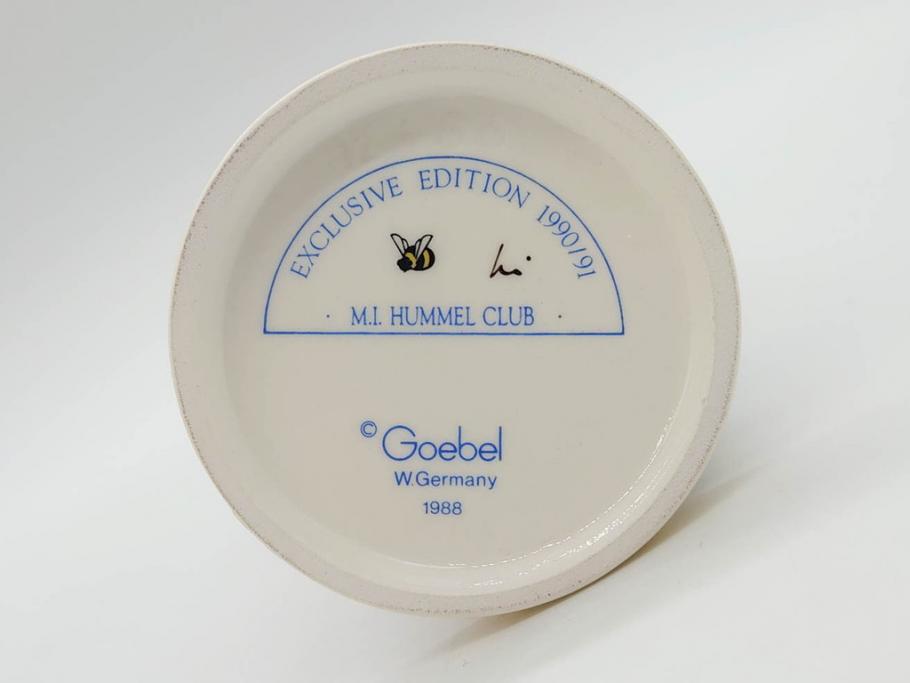 EXCLUSIVE EDITION 1990/91
· M.I. HUMMEL CLUB ·
© Goebel
W.Germany
1988